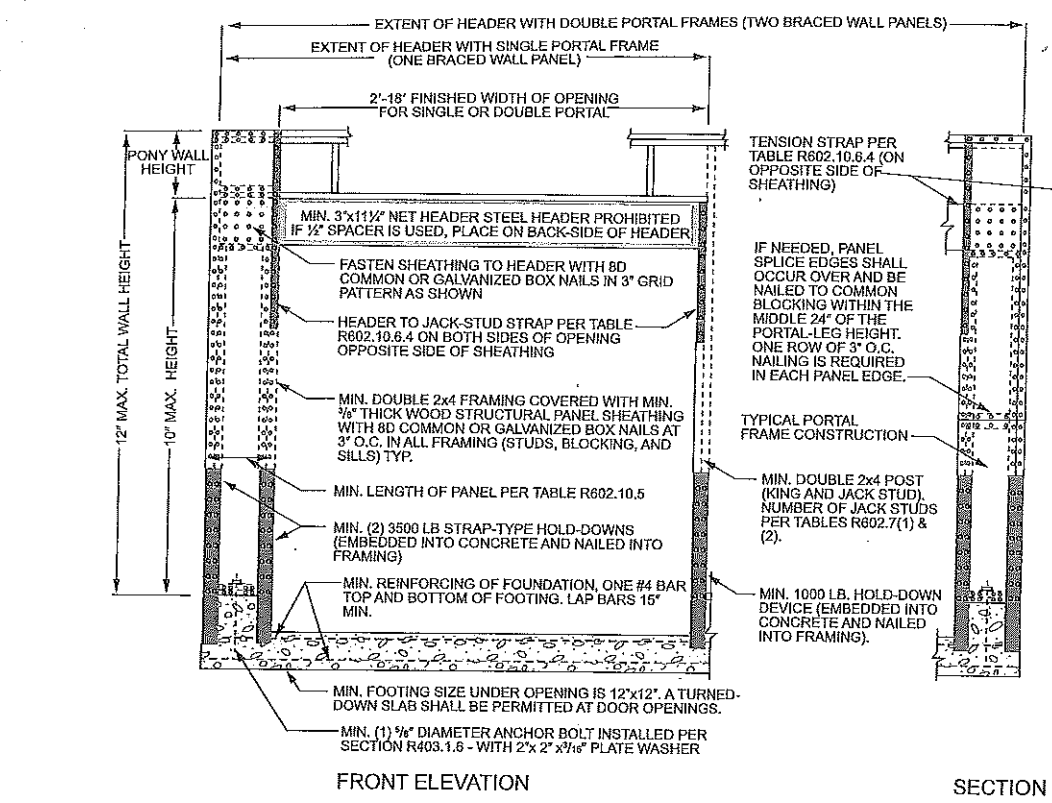 EXTENT OF HEADER WITH DOUBLE PORTAL FRAMES (TWO BRACED WALL PANELS)
EXTENT OF HEADER WITH SINGLE PORTAL FRAME
(ONE BRACED WALL PANEL)
2'-18' FINISHED WIDTH OF OPENING
FOR SINGLE OR DOUBLE PORTAL
PONY WALL
HEIGHT
12" MAX. TOTAL WALL HEIGHT
10" MAX. HEIGHT
MIN. 3"x11¼" NET HEADER STEEL HEADER PROHIBITED
IF ½" SPACER IS USED, PLACE ON BACK-SIDE OF HEADER
FASTEN SHEATHING TO HEADER WITH 8D
COMMON OR GALVANIZED BOX NAILS IN 3" GRID
PATTERN AS SHOWN
HEADER TO JACK-STUD STRAP PER TABLE
R602.10.6.4 ON BOTH SIDES OF OPENING
OPPOSITE SIDE OF SHEATHING
MIN. DOUBLE 2x4 FRAMING COVERED WITH MIN.
3/8" THICK WOOD STRUCTURAL PANEL SHEATHING
WITH 8D COMMON OR GALVANIZED BOX NAILS AT
3" O.C. IN ALL FRAMING (STUDS, BLOCKING, AND
SILLS) TYP.
MIN. LENGTH OF PANEL PER TABLE R602.10.5
MIN. (2) 3500 LB STRAP-TYPE HOLD-DOWNS
(EMBEDDED INTO CONCRETE AND NAILED INTO
FRAMING)
MIN. REINFORCING OF FOUNDATION, ONE #4 BAR
TOP AND BOTTOM OF FOOTING. LAP BARS 15"
MIN.
MIN. FOOTING SIZE UNDER OPENING IS 12"x12". A TURNED-
DOWN SLAB SHALL BE PERMITTED AT DOOR OPENINGS.
MIN. (1) 5/8" DIAMETER ANCHOR BOLT INSTALLED PER
SECTION R403.1.6 - WITH 2"x 2" x3/16" PLATE WASHER
FRONT ELEVATION
TENSION STRAP PER
TABLE R602.10.6.4 (ON
OPPOSITE SIDE OF
SHEATHING)
IF NEEDED, PANEL
SPLICE EDGES SHALL
OCCUR OVER AND BE
NAILED TO COMMON
BLOCKING WITHIN THE
MIDDLE 24" OF THE
PORTAL-LEG HEIGHT.
ONE ROW OF 3" O.C.
NAILING IS REQUIRED
IN EACH PANEL EDGE.
TYPICAL PORTAL
FRAME CONSTRUCTION
MIN. DOUBLE 2x4 POST
(KING AND JACK STUD).
NUMBER OF JACK STUDS
PER TABLES R602.7(1) &
(2).
MIN. 1000 LB. HOLD-DOWN
DEVICE (EMBEDDED INTO
CONCRETE AND NAILED
INTO FRAMING).
SECTION